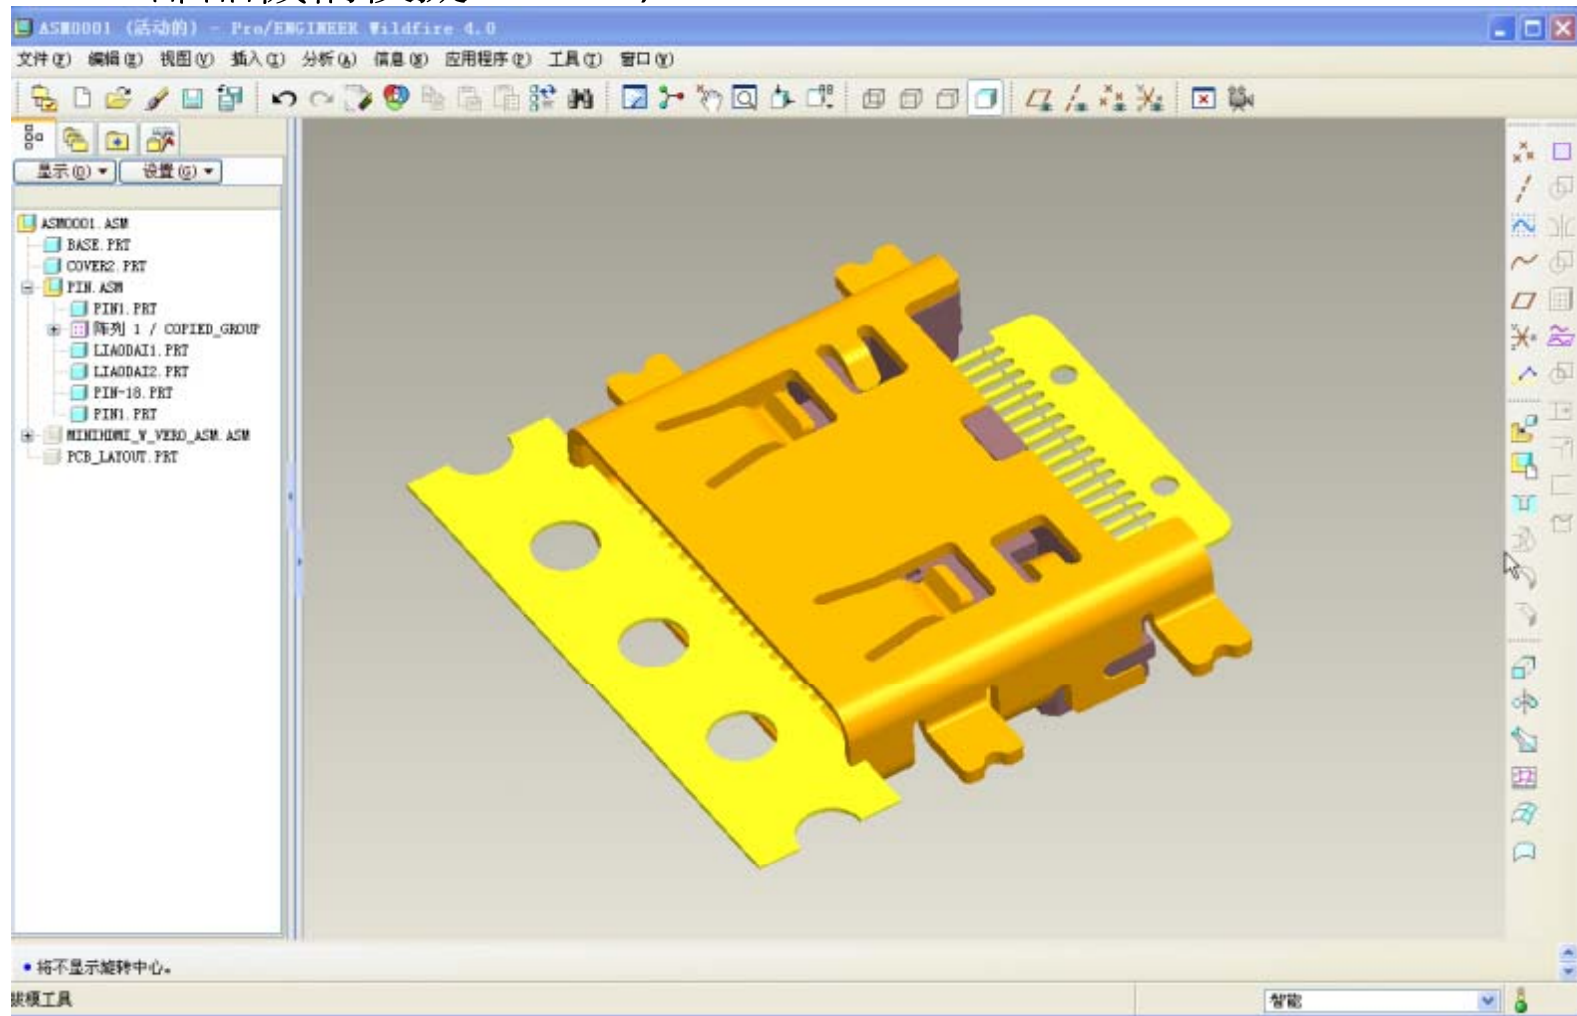 ASM0001 (活动的) - Pro/ENGINEER Wildfire 4.0
文件(F) 编辑(E) 视图(V) 插入(I) 分析(A) 信息(N) 应用程序(P) 工具(T) 窗口(W)
显示(D) 设置(G)
ASM0001.ASM
BASE.PRT
COVER2.PRT
PIN.ASM
PIN1.PRT
阵列 1 / COPIED_GROUP
LIAODAI1.PRT
LIAODAI2.PRT
PIN-18.PRT
PIN1.PRT
MINIHDMI_V_VERO_ASM.ASM
PCB_LAYOUT.PRT
将不显示旋转中心。
拔模工具
智能